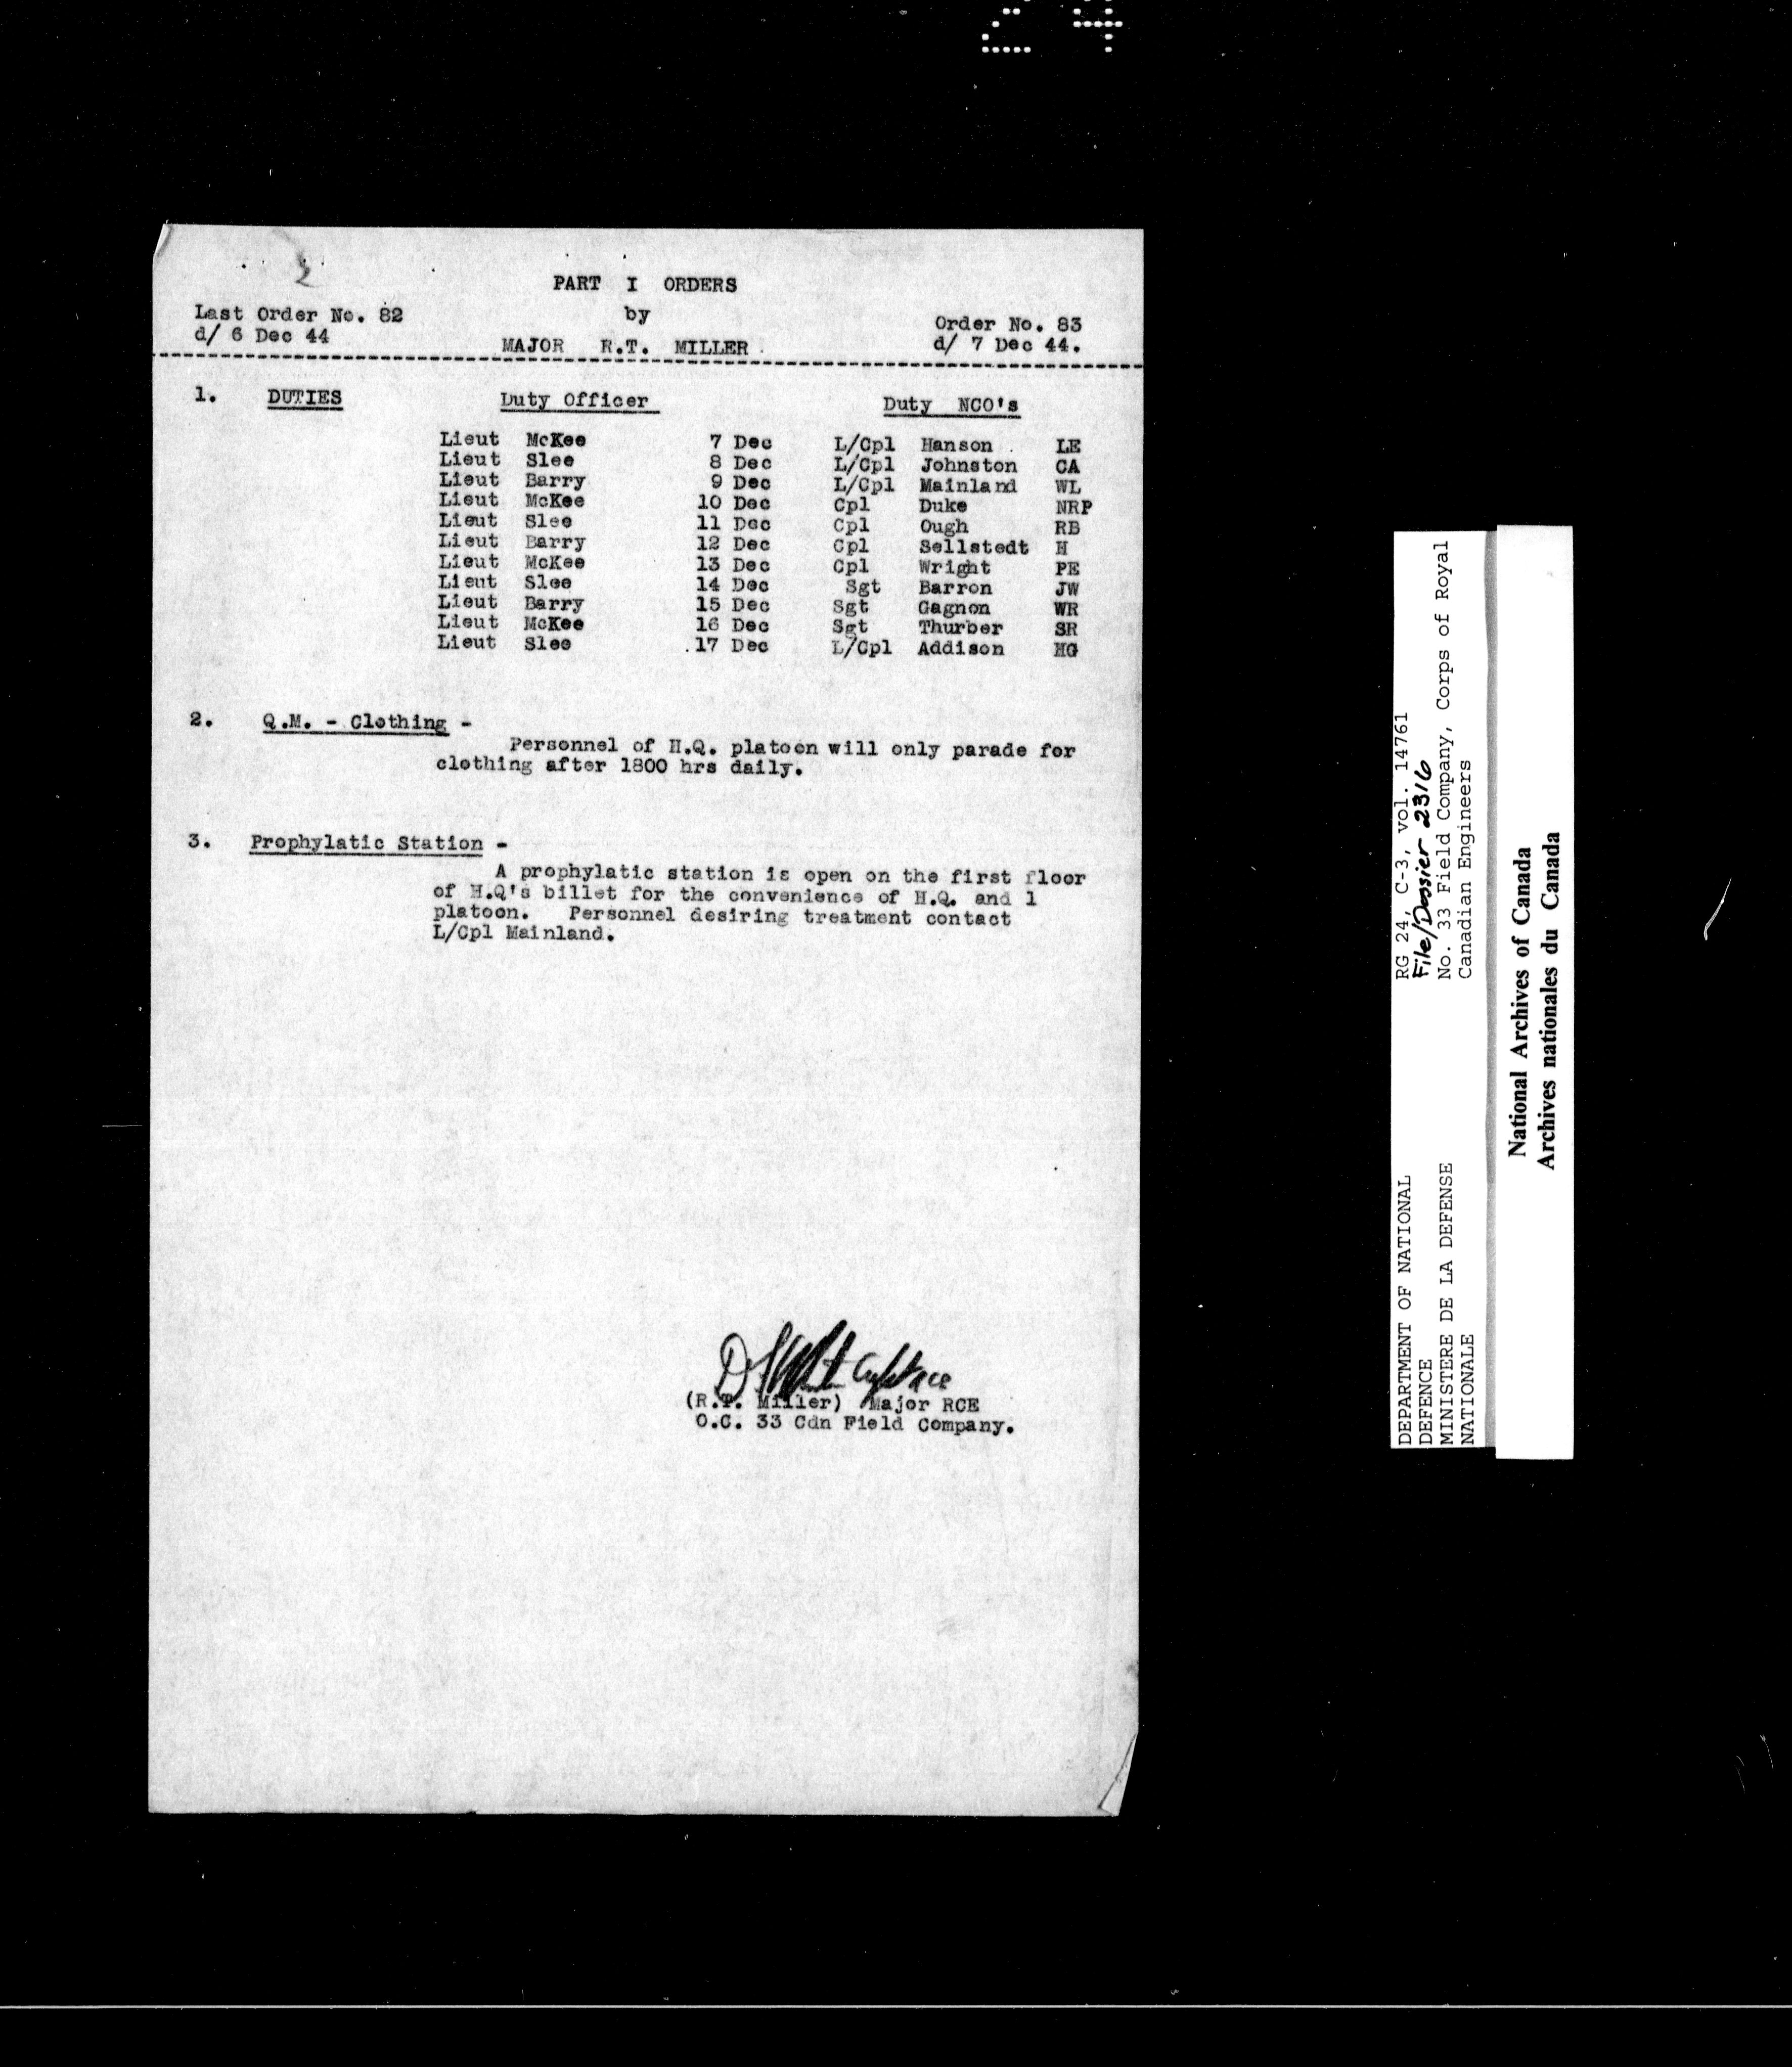 24
PART I ORDERS
Last Order No. 82 by Order No. 83
d/ 6 Dec 44 MAJOR R.T. MILLER d/ 7 Dec 44.
1. DUTIES Duty Officer Duty NCO's
Lieut McKee 7 Dec L/Cpl Hanson LE
Lieut Slee 8 Dec L/Cpl Johnston CA
Lieut Barry 9 Dec L/Cpl Mainland WL
Lieut McKee 10 Dec Cpl Duke NRP
Lieut Slee 11 Dec Cpl Ough RB
Lieut Barry 12 Dec Cpl Sellstedt H
Lieut McKee 13 Dec Cpl Wright PE
Lieut Slee 14 Dec Sgt Barron JW
Lieut Barry 15 Dec Sgt Gagnon WR
Lieut McKee 16 Dec Sgt Thurber SR
Lieut Slee 17 Dec L/Cpl Addison HG
2. Q.M. - Clothing -
Personnel of H.Q. platoon will only parade for
clothing after 1800 hrs daily.
3. Prophylatic Station -
A prophylatic station is open on the first floor
of H.Q's billet for the convenience of H.Q. and 1
platoon. Personnel desiring treatment contact
L/Cpl Mainland.
(R.T. Miller) Major RCE
O.C. 33 Cdn Field Company.
DEPARTMENT OF NATIONAL
DEFENCE
MINISTERE DE LA DEFENSE
NATIONALE
RG 24, C-3, vol. 14761
File/Dossier 2316
No. 33 Field Company, Corps of Royal
Canadian Engineers
National Archives of Canada
Archives nationales du Canada